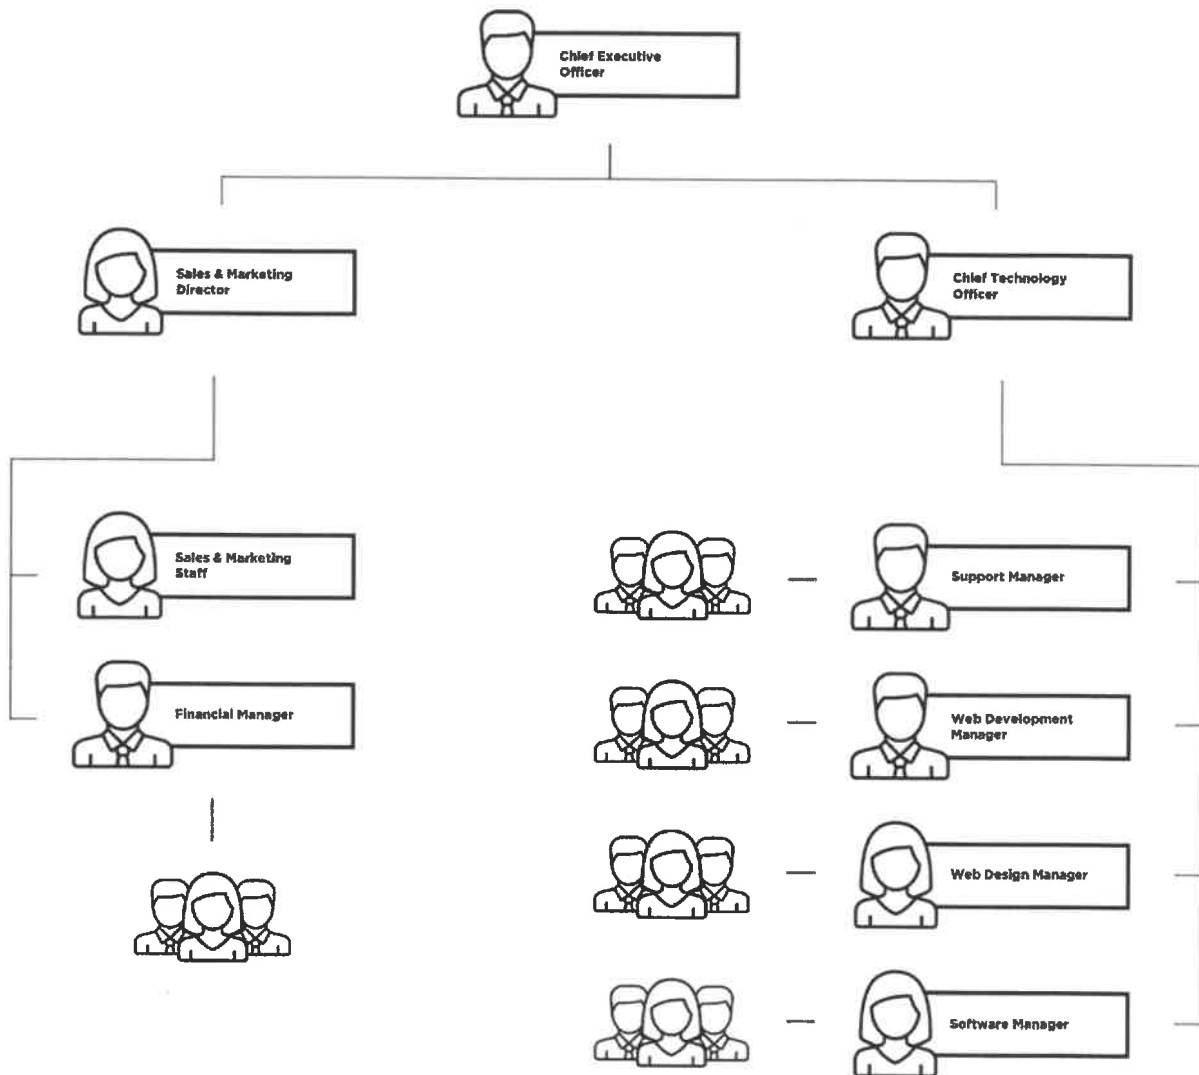 Chief Executive
Officer
Sales & Marketing
Director
Chief Technology
Officer
Sales & Marketing
Staff
Financial Manager
Support Manager
Web Development
Manager
Web Design Manager
Software Manager